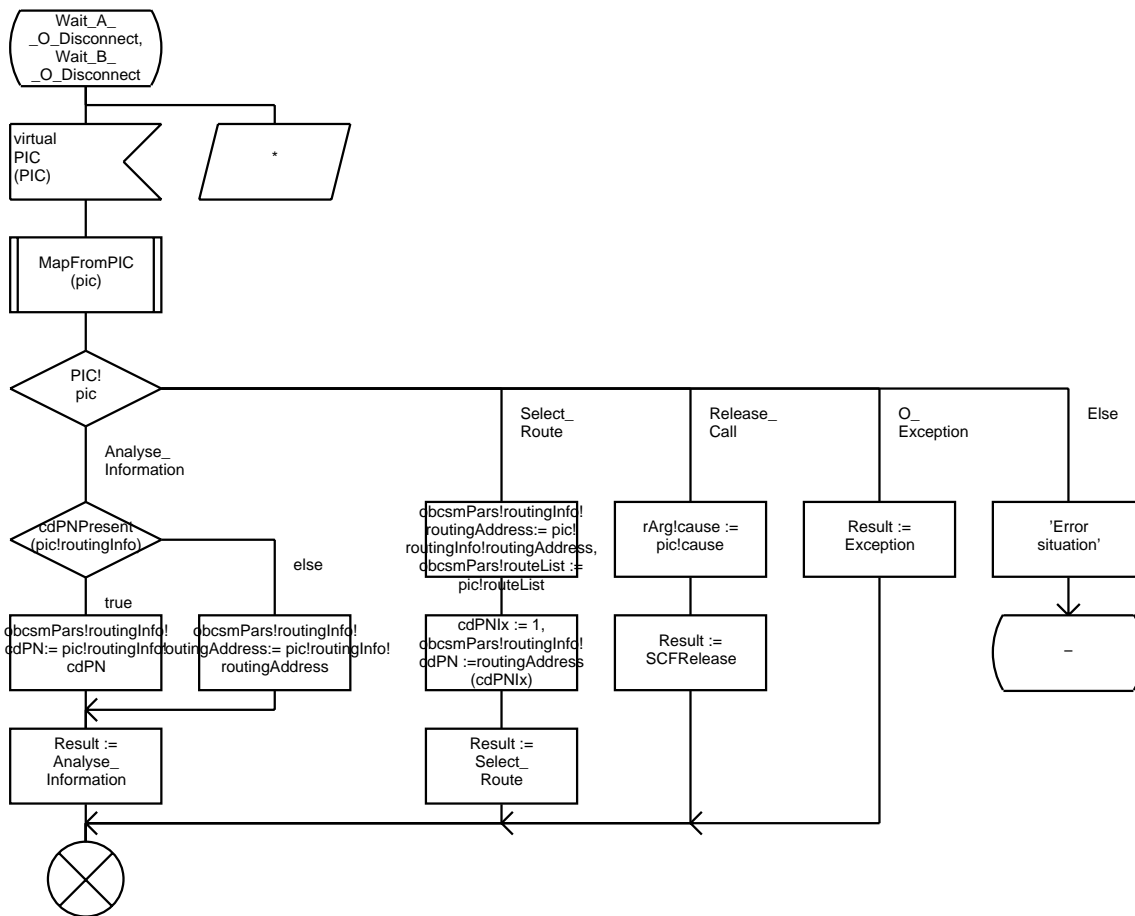 Wait_A_
_O_Disconnect,
Wait_B_
_O_Disconnect
virtual
PIC
(PIC)
*
MapFromPIC
(pic)
PIC!
pic
Analyse_
Information
Select_
Route
Release_
Call
O_
Exception
Else
cdPNPresent
(pic!routingInfo)
else
true
obcsmPars!routingInfo!
cdPN:= pic!routingInfo!
cdPN
obcsmPars!routingInfo!
routingAddress:= pic!routingInfo!
routingAddress
Result :=
Analyse_
Information
obcsmPars!routingInfo!
routingAddress:= pic!
routingInfo!routingAddress,
obcsmPars!routeList :=
pic!routeList
cdPNIx := 1,
obcsmPars!routingInfo!
cdPN :=routingAddress
(cdPNIx)
Result :=
Select_
Route
rArg!cause :=
pic!cause
Result :=
SCFRelease
Result :=
Exception
'Error
situation'
–